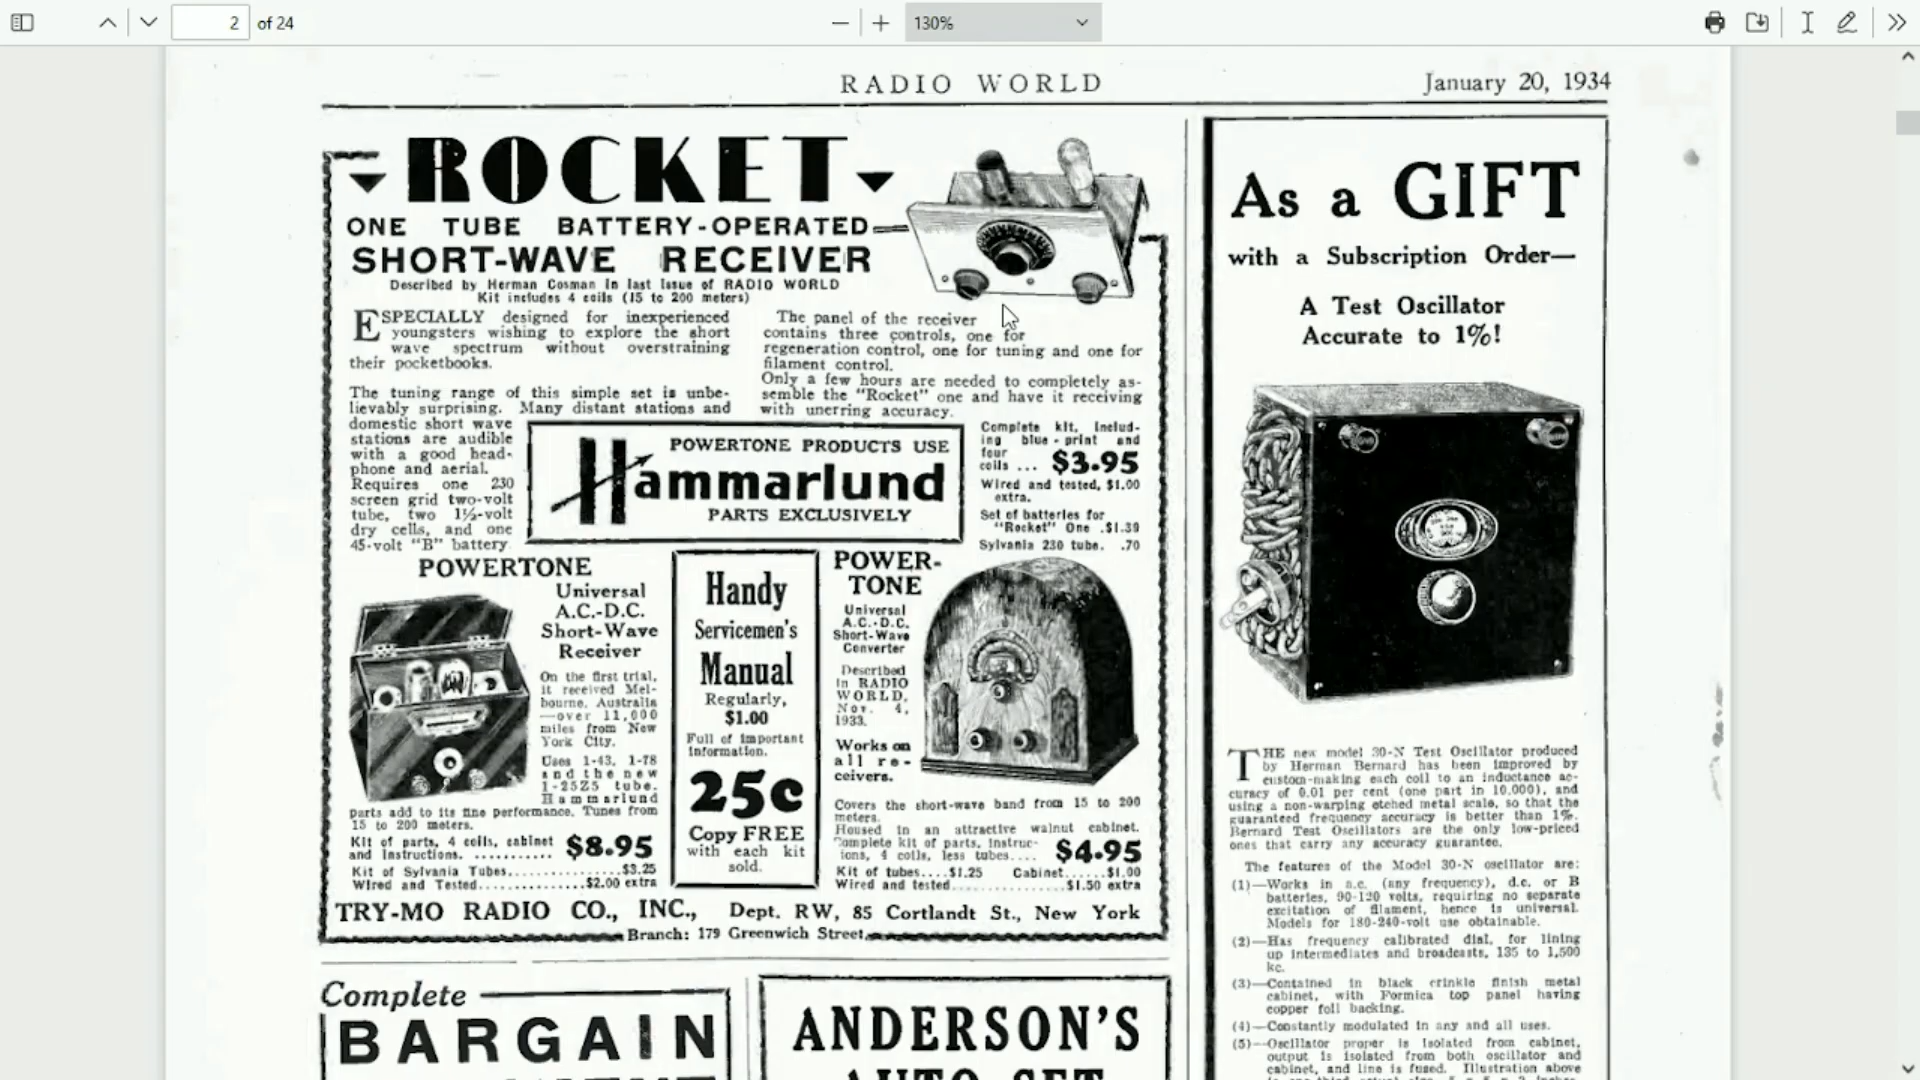 2 of 24
130%
RADIO WORLD
January 20, 1934
ROCKET
ONE TUBE BATTERY-OPERATED
SHORT-WAVE RECEIVER
Described by Herman Cosman in last issue of RADIO WORLD
Kit includes 4 coils (15 to 200 meters)
ESPECIALLY designed for inexperienced
youngsters wishing to explore the short
wave spectrum without overstraining
their pocketbooks.
The tuning range of this simple set is unbe-
lievably surprising. Many distant stations and
domestic short wave
stations are audible
with a good head-
phone and aerial.
Requires one 230
screen grid two-volt
tube, two 1½-volt
dry cells, and one
45-volt "B" battery
The panel of the receiver
contains three controls, one for
regeneration control, one for tuning and one for
filament control.
Only a few hours are needed to completely as-
semble the "Rocket" one and have it receiving
with unerring accuracy.
POWERTONE PRODUCTS USE
Hammarlund
PARTS EXCLUSIVELY
Complete kit, includ-
ing blue-print and
four
coils ... $3.95
Wired and tested, $1.00
extra.
Set of batteries for
"Rocket" One .$1.39
Sylvania 230 tube. .70
POWERTONE
Universal
A.C.-D.C.
Short-Wave
Receiver
On the first trial,
it received Mel-
bourne, Australia
—over 11,000
miles from New
York City.
Uses 1-43, 1-78
and the new
1-25Z5 tube.
Hammarlund
parts add to its fine performance. Tunes from
15 to 200 meters.
Kit of parts, 4 coils, cabinet
and instructions. ........... $8.95
Kit of Sylvania Tubes..............$3.25
Wired and Tested.............$2.00 extra
Handy
Servicemen's
Manual
Regularly,
$1.00
Full of important
information.
25c
Copy FREE
with each kit
sold.
POWER-
TONE
Universal
A.C.-D.C.
Short-Wave
Converter
Described
in RADIO
WORLD,
Nov. 4,
1933.
Works on
all re-
ceivers.
Covers the short-wave band from 15 to 200
meters.
Housed in an attractive walnut cabinet.
Complete kit of parts, instruc-
tions, 4 coils, less tubes.... $4.95
Kit of tubes....$1.25 Cabinet......$1.00
Wired and tested..............$1.50 extra
TRY-MO RADIO CO., INC., Dept. RW, 85 Cortlandt St., New York
Branch: 179 Greenwich Street
Complete
BARGAIN
ANDERSON'S
AUTO SET
As a GIFT
with a Subscription Order—
A Test Oscillator
Accurate to 1%!
THE new model 30-N Test Oscillator produced
by Herman Bernard has been improved by
custom-making each coil to an inductance ac-
curacy of 0.01 per cent (one part in 10,000), and
using a non-warping etched metal scale, so that the
guaranteed frequency accuracy is better than 1%.
Bernard Test Oscillators are the only low-priced
ones that carry any accuracy guarantee.
The features of the Model 30-N oscillator are:
(1)—Works in a.c. (any frequency), d.c. or B
batteries, 90-120 volts, requiring no separate
excitation of filament, hence is universal.
Models for 180-240-volt use obtainable.
(2)—Has frequency calibrated dial, for lining
up intermediates and broadcasts, 135 to 1,500
kc.
(3)—Contained in black crinkle finish metal
cabinet, with Formica top panel having
copper foil backing.
(4)—Constantly modulated in any and all uses.
(5)—Oscillator proper is isolated from cabinet,
output is isolated from both oscillator and
cabinet, and line is fused. Illustration above